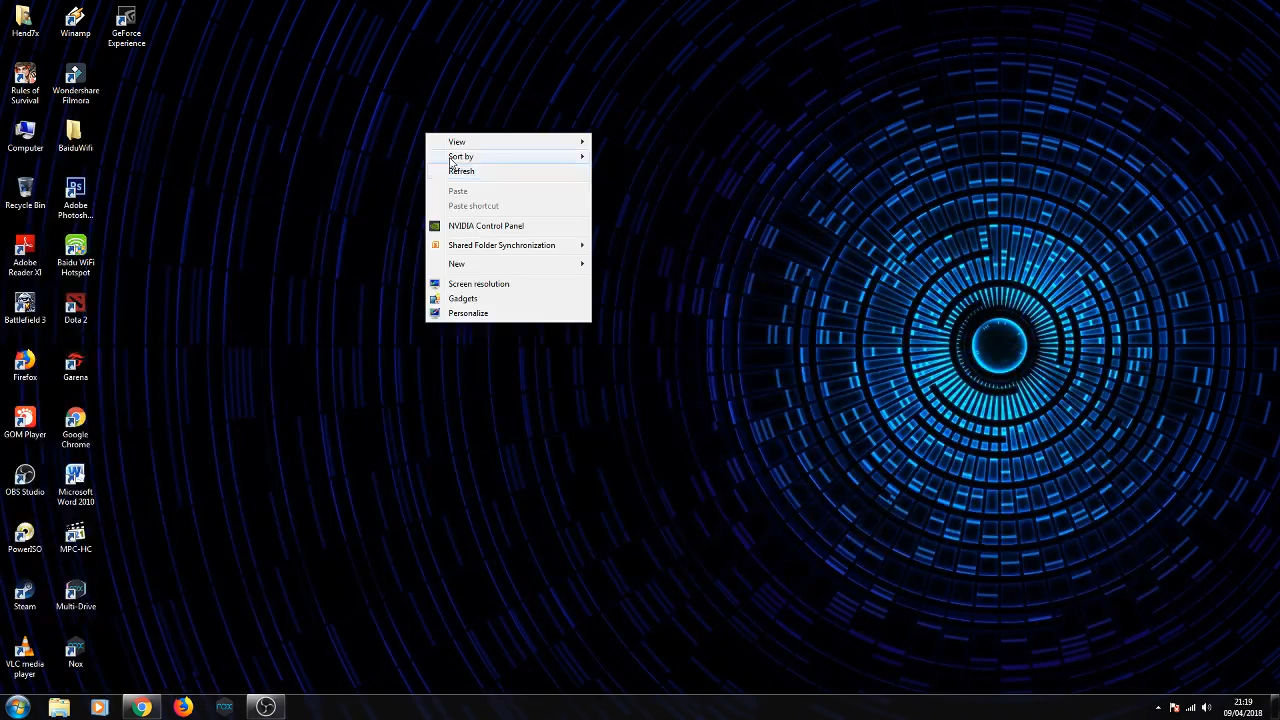 Hend7x
Winamp
GeForce
Experience
Rules of
Survival
Wondershare
Filmora
Computer
BaiduWifi
Recycle Bin
Adobe
Photosh...
Adobe
Reader XI
Baidu WiFi
Hotspot
Battlefield 3
Dota 2
Firefox
Garena
GOM Player
Google
Chrome
OBS Studio
Microsoft
Word 2010
PowerISO
MPC-HC
Steam
Multi-Drive
VLC media
player
Nox
View
Sort by
Refresh
Paste
Paste shortcut
NVIDIA Control Panel
Shared Folder Synchronization
New
Screen resolution
Gadgets
Personalize
21:19
09/04/2018